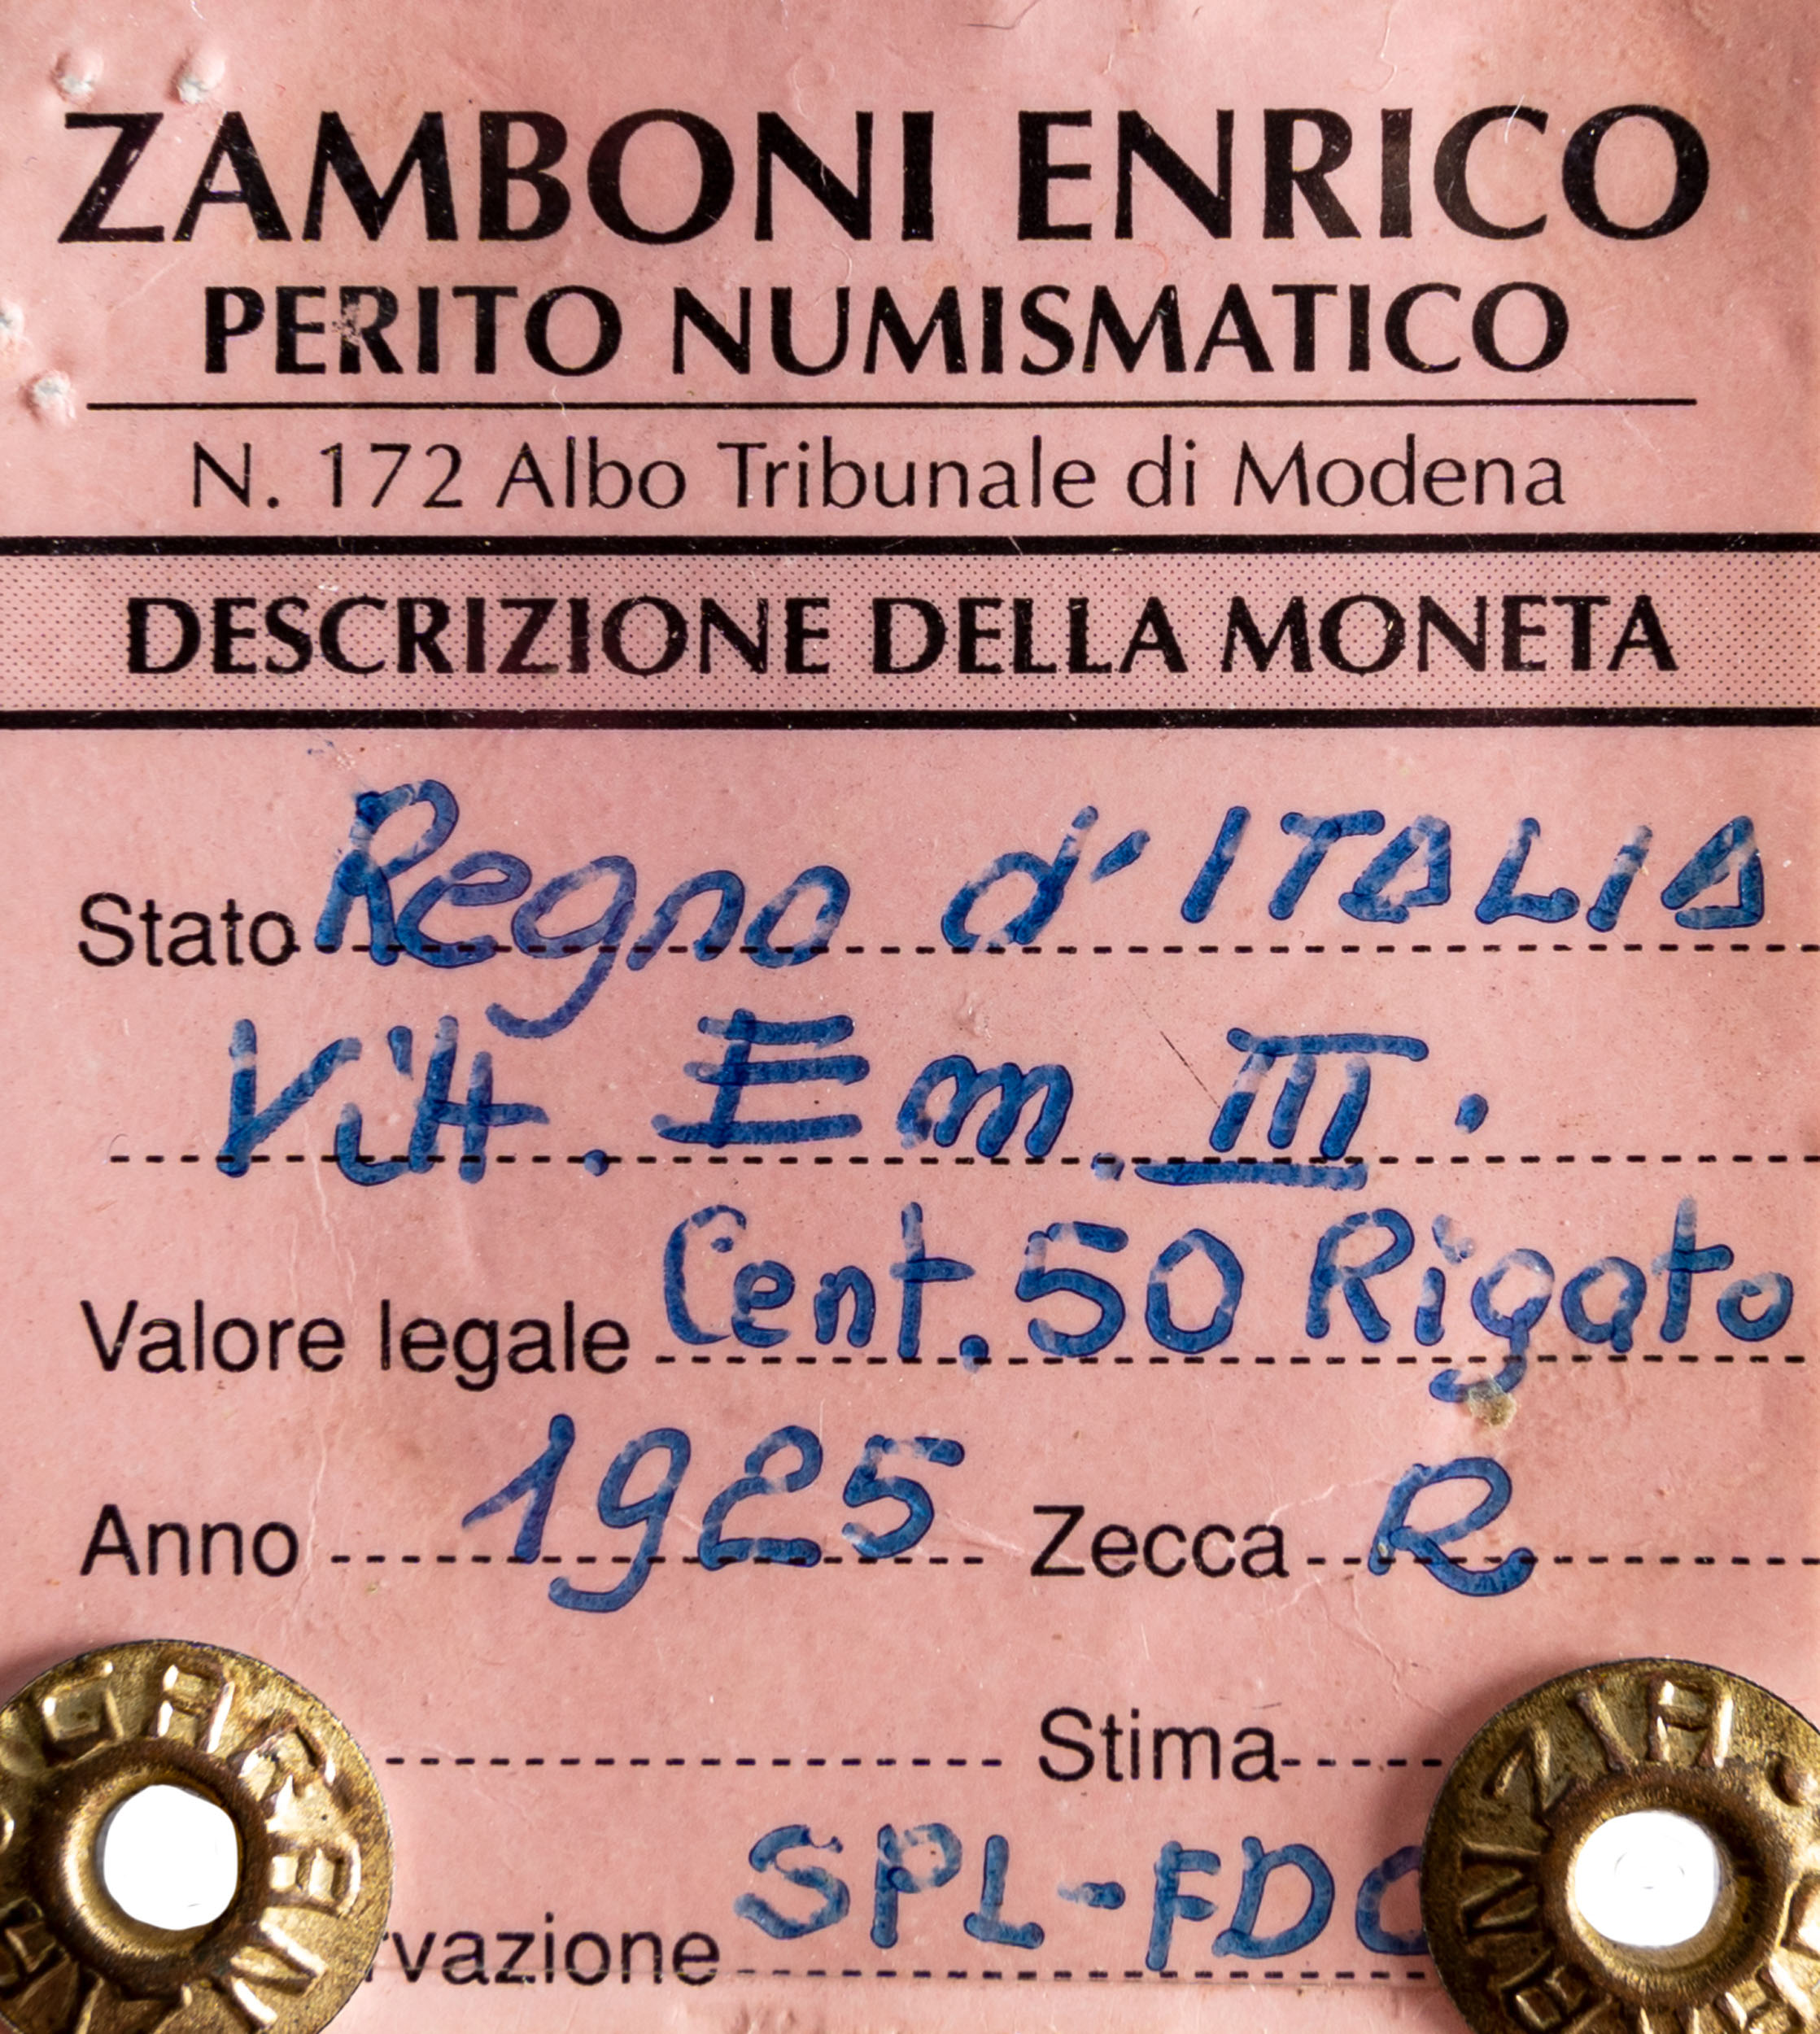 ZAMBONI ENRICO
PERITO NUMISMATICO
N. 172 Albo Tribunale di Modena
DESCRIZIONE DELLA MONETA
Stato Regno d'ITALIA
Vitt. Em. III.
Valore legale Cent. 50 Rigato
Anno 1925 Zecca R
Stima
rvazione SPL-FDC